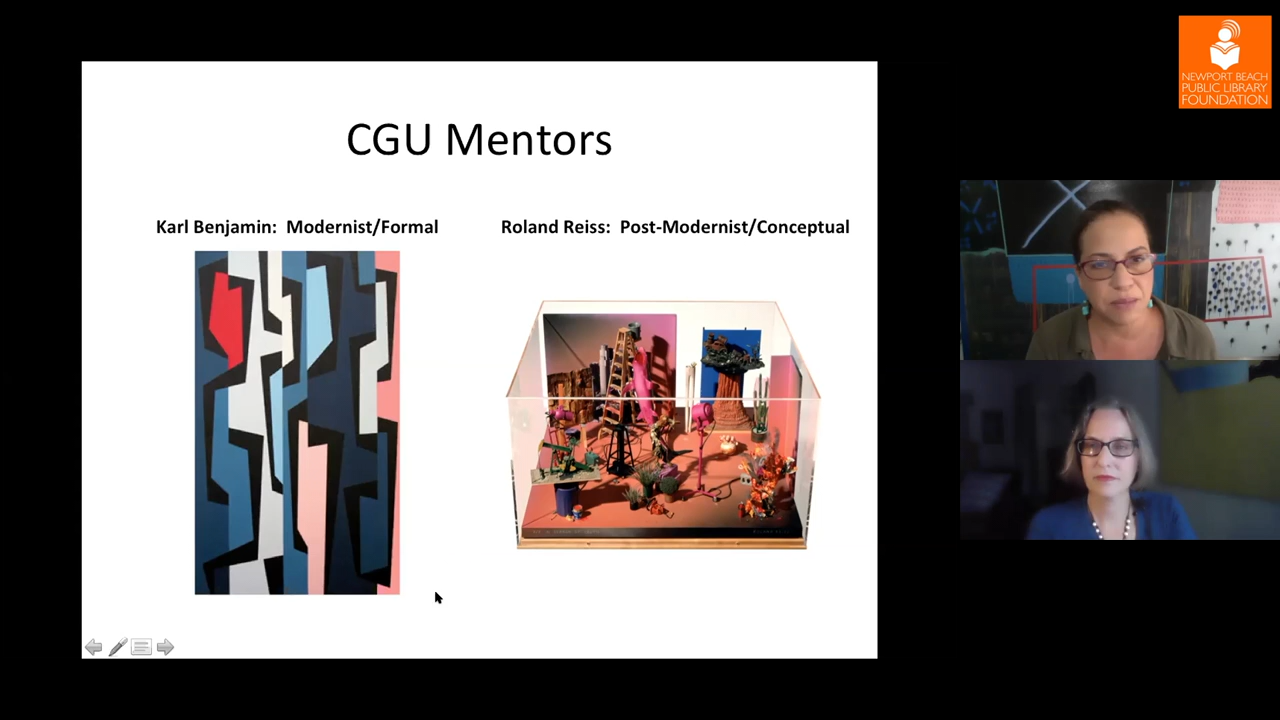 CGU Mentors
Karl Benjamin:  Modernist/Formal
Roland Reiss:  Post-Modernist/Conceptual
NEWPORT BEACH
PUBLIC LIBRARY
FOUNDATION